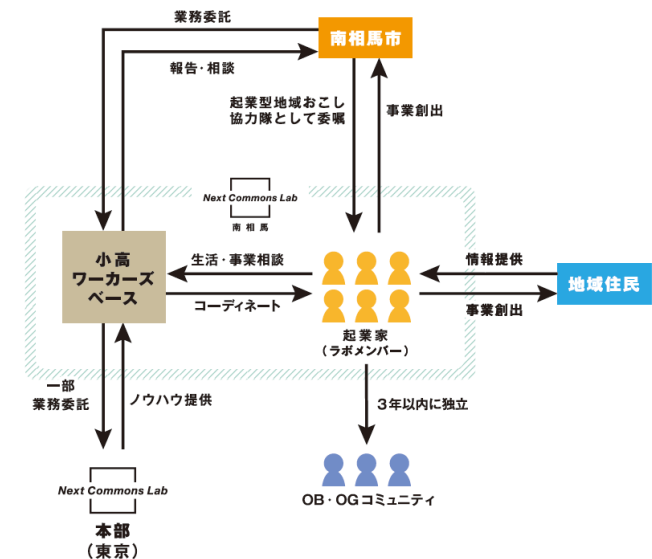 業務委託
南相馬市
報告・相談
起業型地域おこし
協力隊として委嘱
事業創出
Next Commons Lab
南相馬
小高
ワーカーズ
ベース
生活・事業相談
コーディネート
起業家
(ラボメンバー)
情報提供
事業創出
地域住民
一部
業務委託
ノウハウ提供
3年以内に独立
Next Commons Lab
本部
(東京)
OB・OGコミュニティ